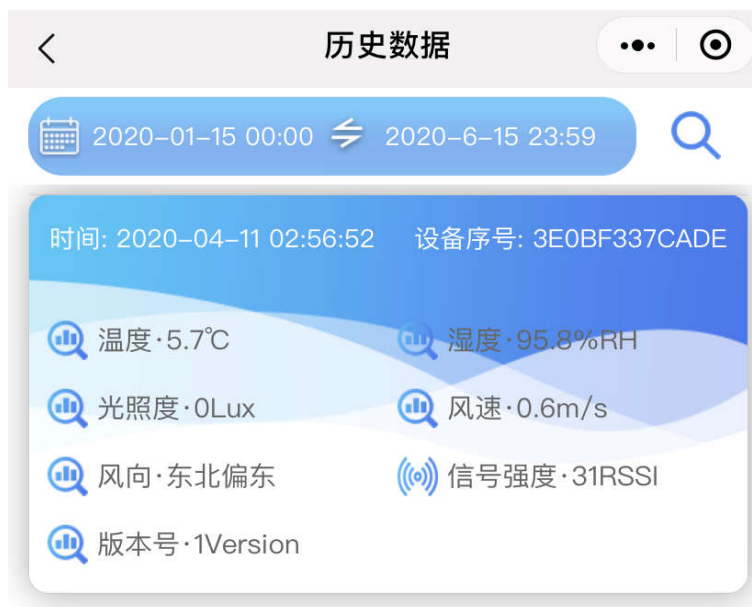 历史数据
2020-01-15 00:00 2020-6-15 23:59
时间: 2020-04-11 02:56:52 设备序号: 3E0BF337CADE
温度·5.7℃ 湿度·95.8%RH
光照度·0Lux 风速·0.6m/s
风向·东北偏东 信号强度·31RSSI
版本号·1Version